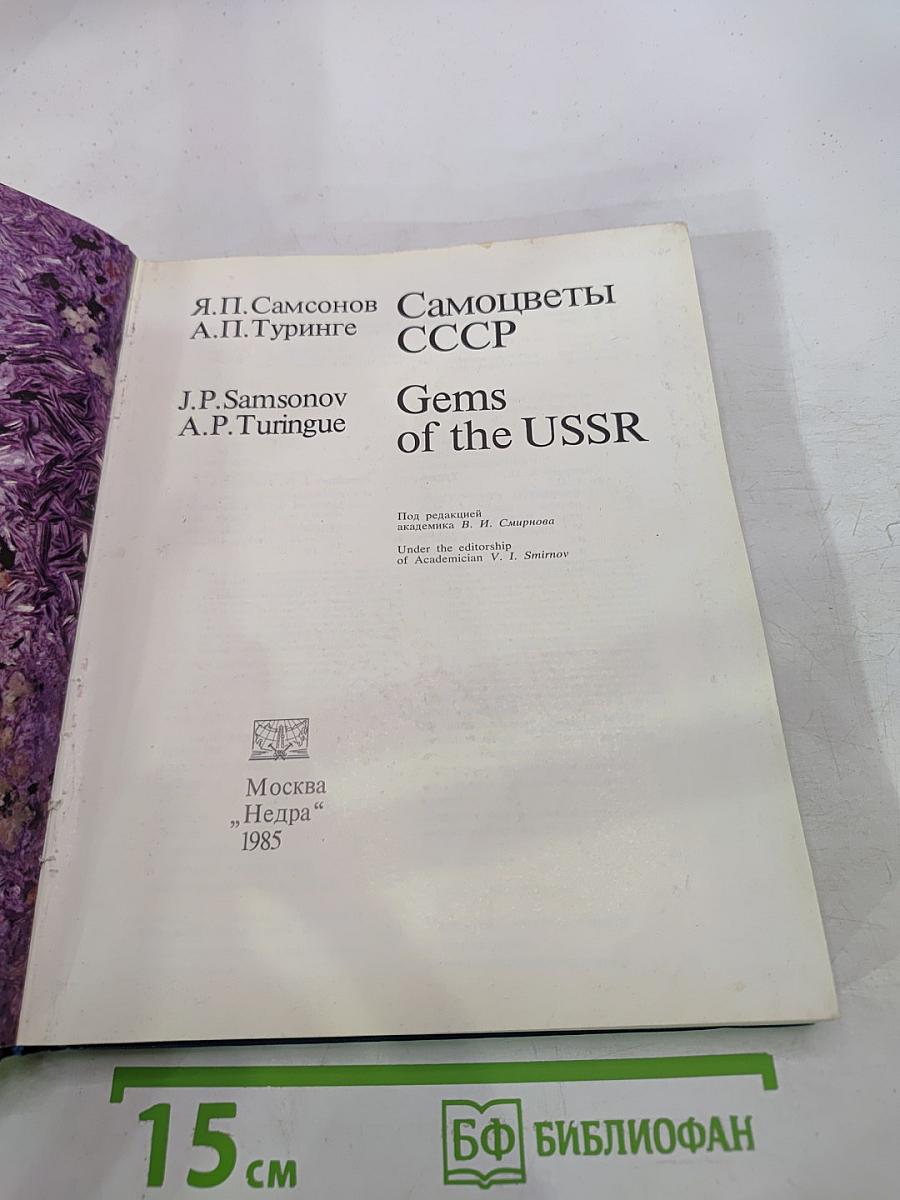 Я.П.Самсонов
А.П.Туринге
Самоцветы
СССР
J.P.Samsonov
A.P.Turingue
Gems
of the USSR
Под редакцией
академика В. И. Смирнова
Under the editorship
of Academician V. I. Smirnov
Москва
„Недра“
1985
15 см
БФ БИБЛИОФАН